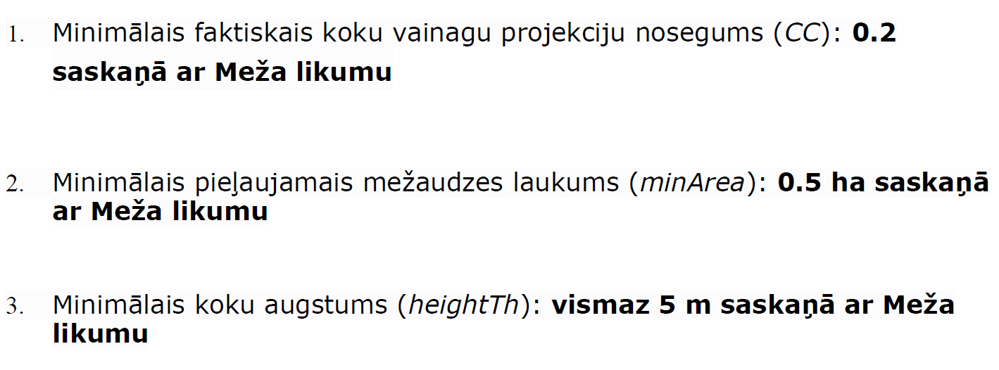 1. Minimālais faktiskais koku vainagu projekciju nosegums (CC): 0.2
saskaņā ar Meža likumu
2. Minimālais pieļaujamais mežaudzes laukums (minArea): 0.5 ha saskaņā
ar Meža likumu
3. Minimālais koku augstums (heightTh): vismaz 5 m saskaņā ar Meža
likumu